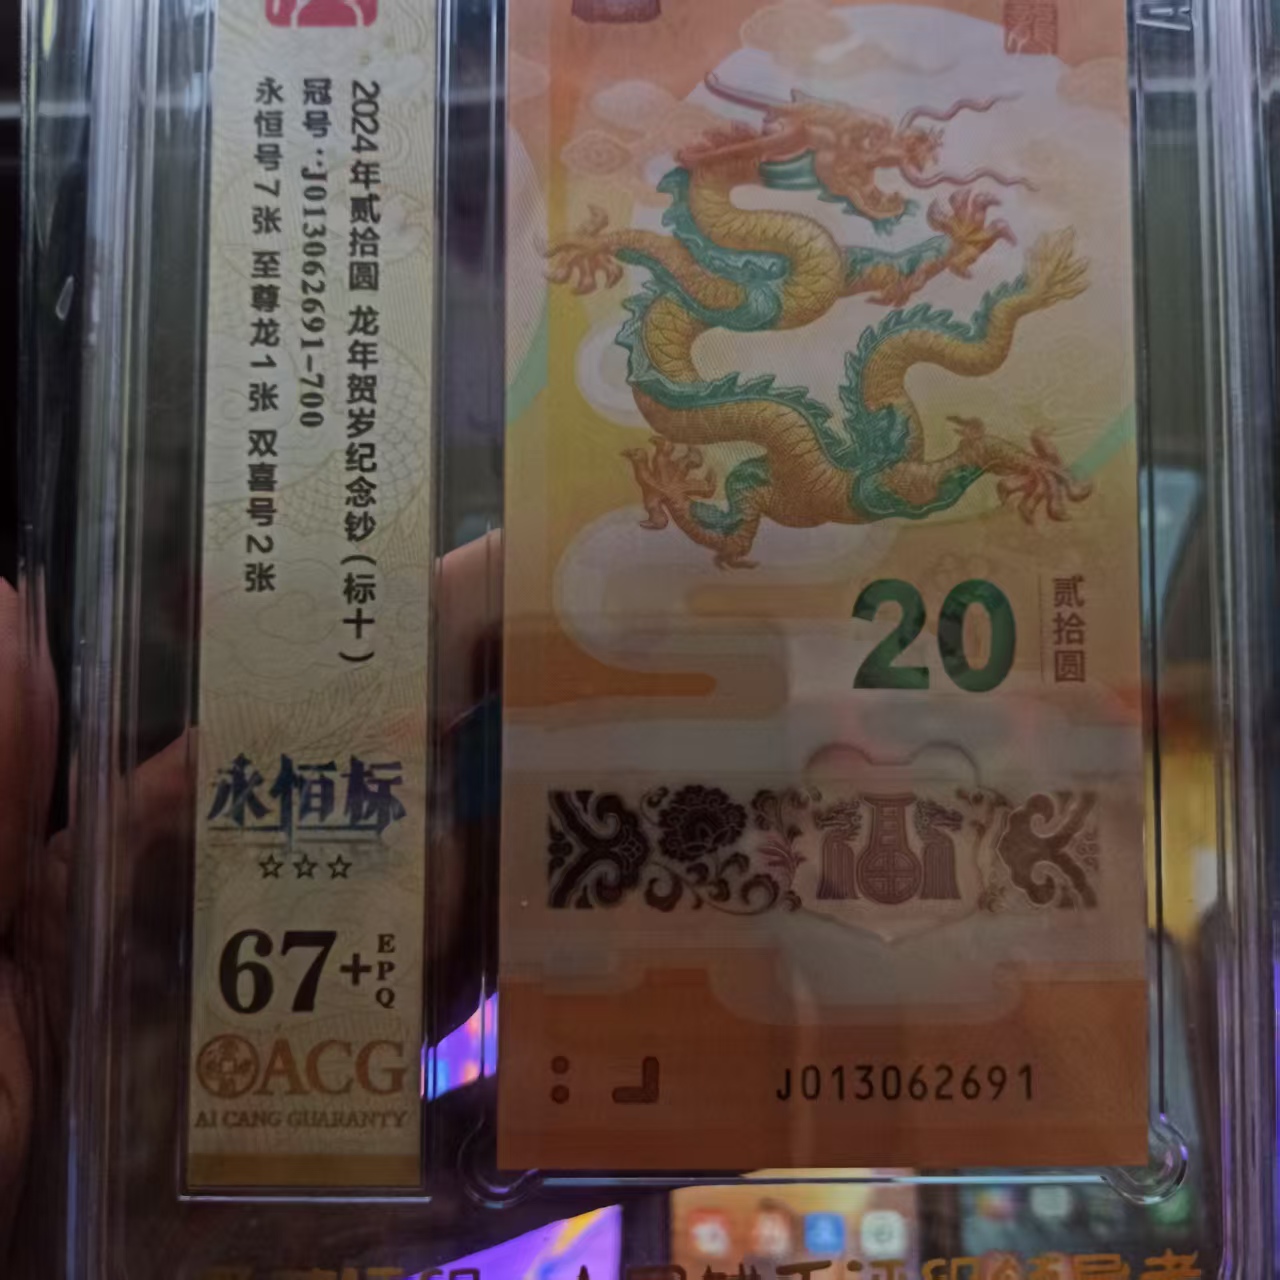 2024年贰拾圆 龙年贺岁纪念钞(标十)
冠号:J013062691-700
永恒号7张 至尊龙1张 双喜号2张
永恒标
☆☆☆
67+EPQ
ACG
AI CANG GUARANTY
20
贰拾圆
J013062691